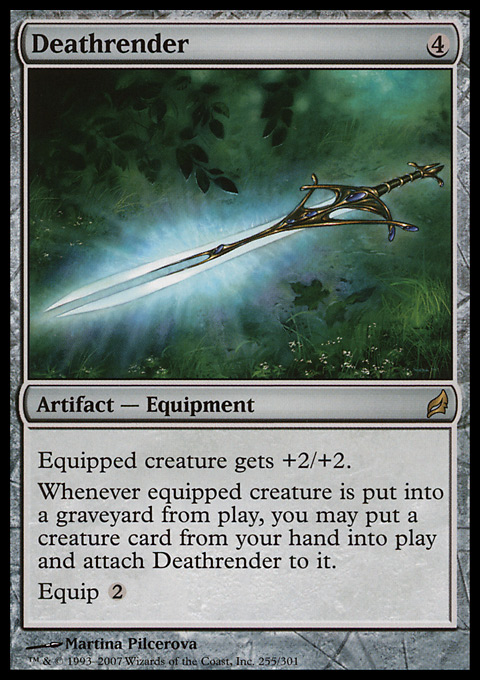 Deathrender 4
Artifact — Equipment
Equipped creature gets +2/+2.
Whenever equipped creature is put into
a graveyard from play, you may put a
creature card from your hand into play
and attach Deathrender to it.
Equip 2
Martina Pilcerova
™ & © 1993–2007 Wizards of the Coast, Inc. 255/301